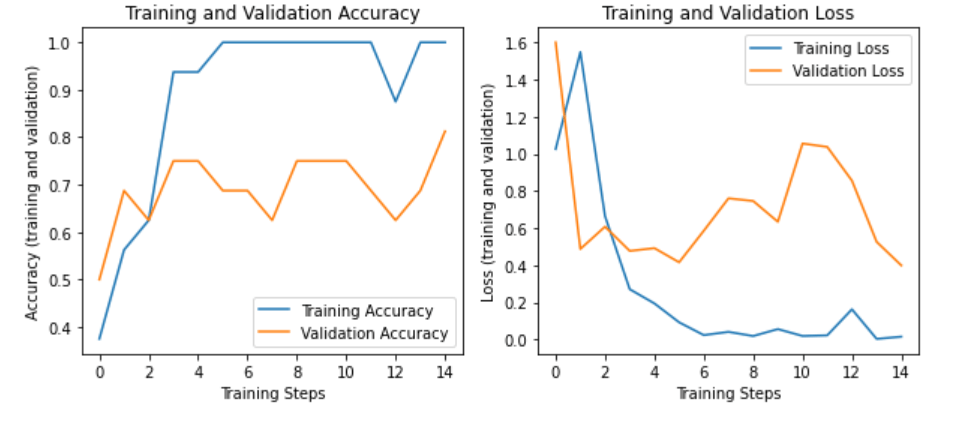 Training and Validation Accuracy
Accuracy (training and validation)
1.0
0.9
0.8
0.7
0.6
0.5
0.4
Training Accuracy
Validation Accuracy
0 2 4 6 8 10 12 14
Training Steps
Training and Validation Loss
Loss (training and validation)
1.6
1.4
1.2
1.0
0.8
0.6
0.4
0.2
0.0
Training Loss
Validation Loss
0 2 4 6 8 10 12 14
Training Steps